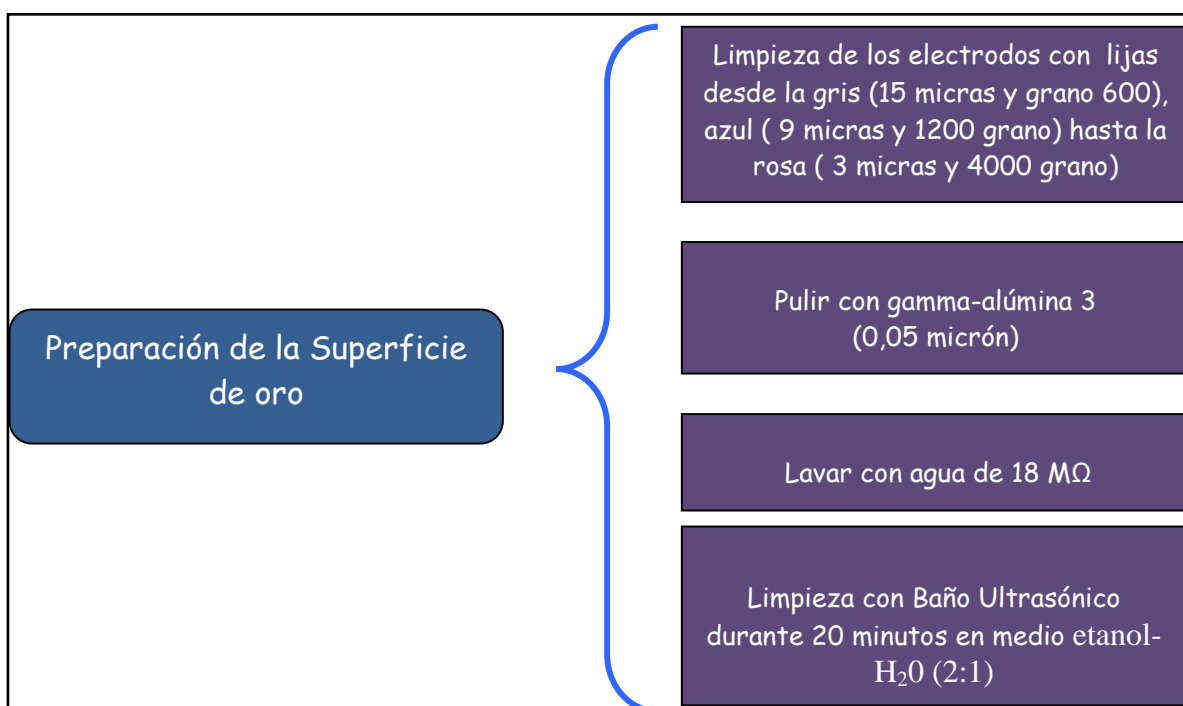 Preparación de la Superficie
de oro
Limpieza de los electrodos con lijas
desde la gris (15 micras y grano 600),
azul ( 9 micras y 1200 grano) hasta la
rosa ( 3 micras y 4000 grano)
Pulir con gamma-alúmina 3
(0,05 micrón)
Lavar con agua de 18 MΩ
Limpieza con Baño Ultrasónico
durante 20 minutos en medio etanol-
H₂0 (2:1)